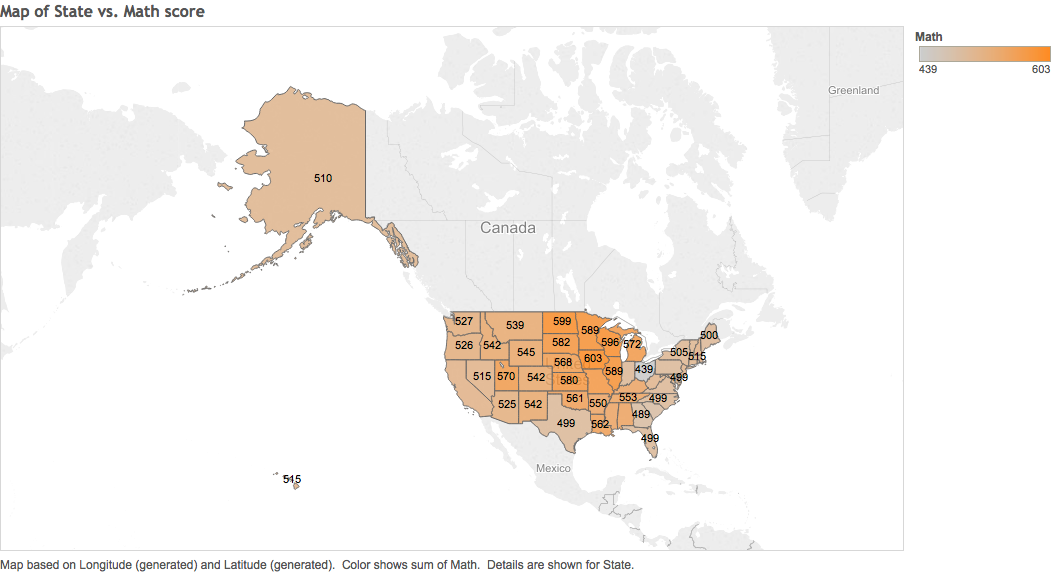 Map of State vs. Math score
Math
439 603
Greenland
510
Canada
527 539 599 589 500
526 542 545 582 596 572 505 515
515 570 542 568 603 589 439 499
525 542 580 561 550 553 499
499 562 489
499
Mexico
515
Map based on Longitude (generated) and Latitude (generated). Color shows sum of Math. Details are shown for State.